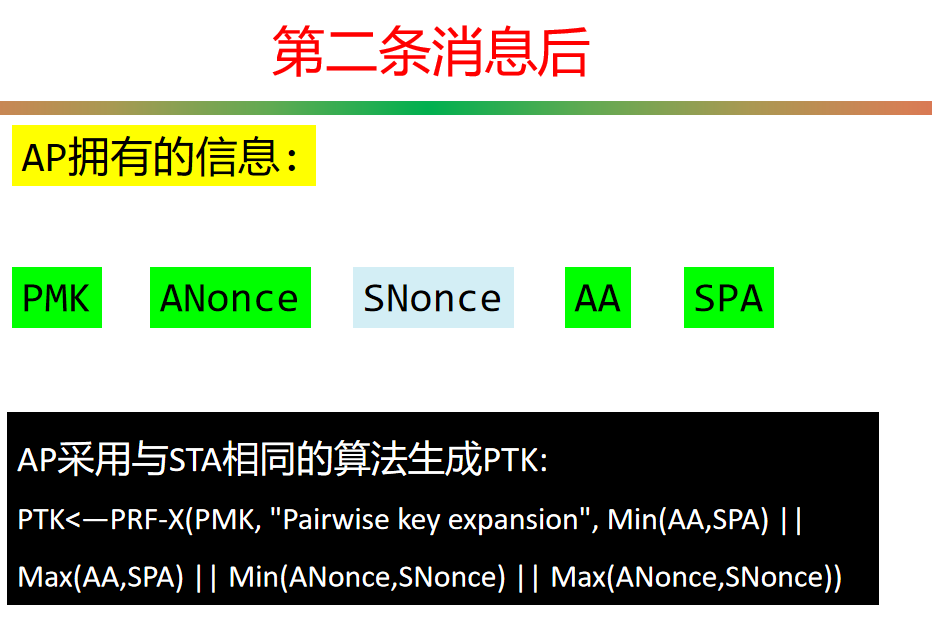 第二条消息后
AP拥有的信息:
PMK ANonce SNonce AA SPA
AP采用与STA相同的算法生成PTK:
PTK<—PRF-X(PMK, "Pairwise key expansion", Min(AA,SPA) ||
Max(AA,SPA) || Min(ANonce,SNonce) || Max(ANonce,SNonce))